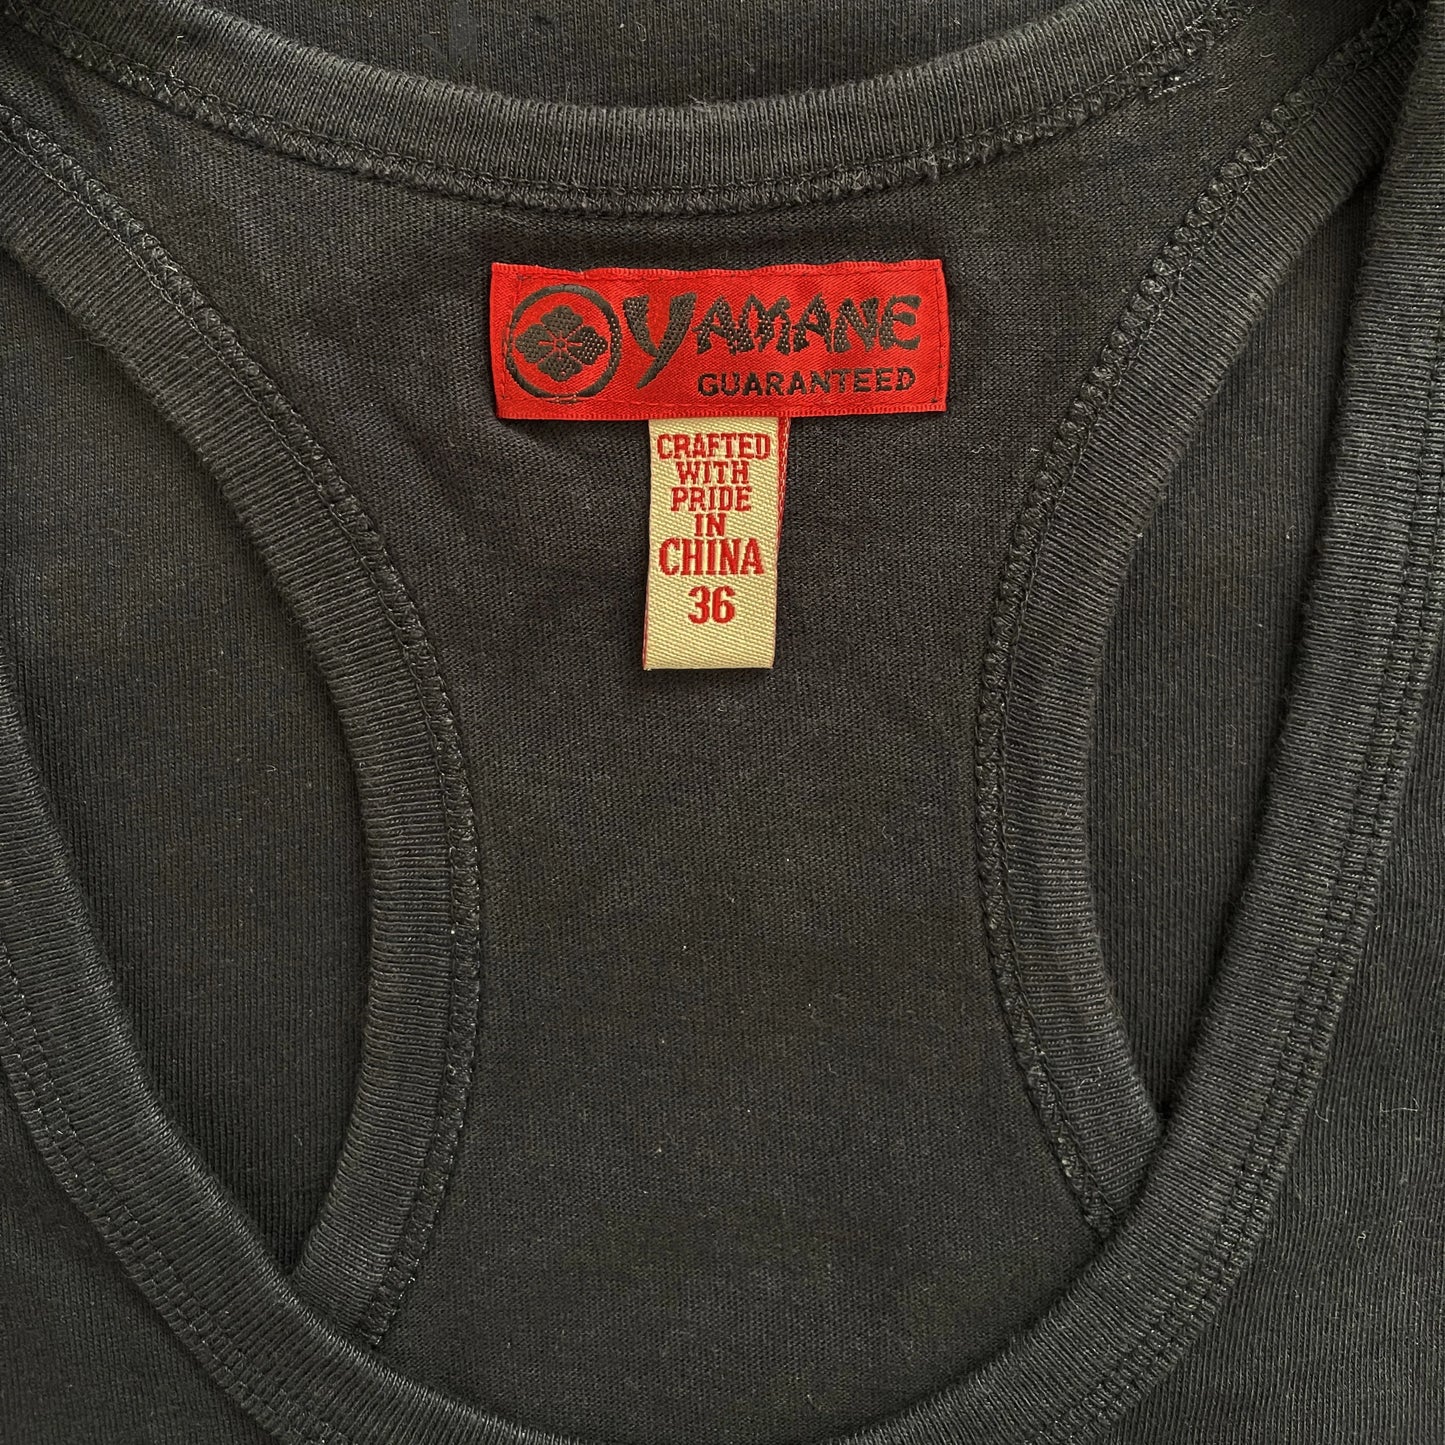 YAMANE
GUARANTEED
CRAFTED
WITH
PRIDE
IN
CHINA
36